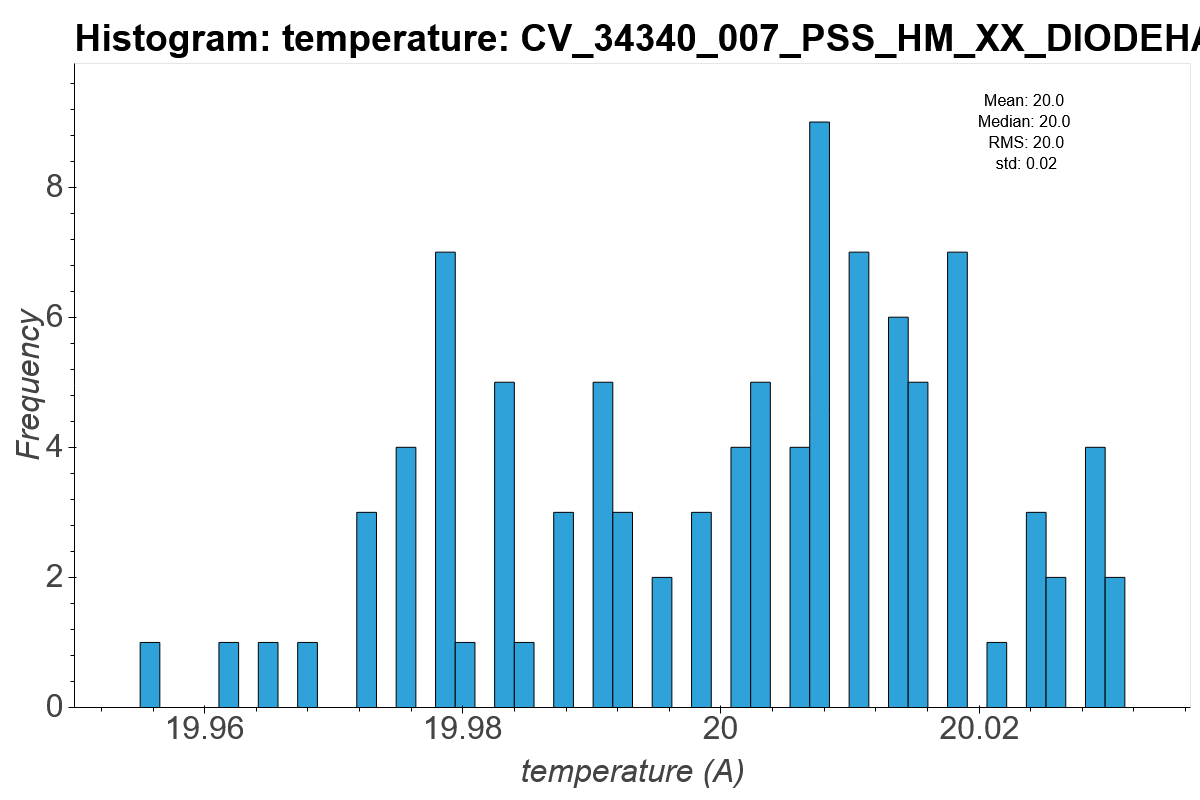 Histogram: temperature: CV_34340_007_PSS_HM_XX_DIODEHA
Mean: 20.0
Median: 20.0
RMS: 20.0
std: 0.02
Frequency
8
6
4
2
0
19.96 19.98 20 20.02
temperature (A)